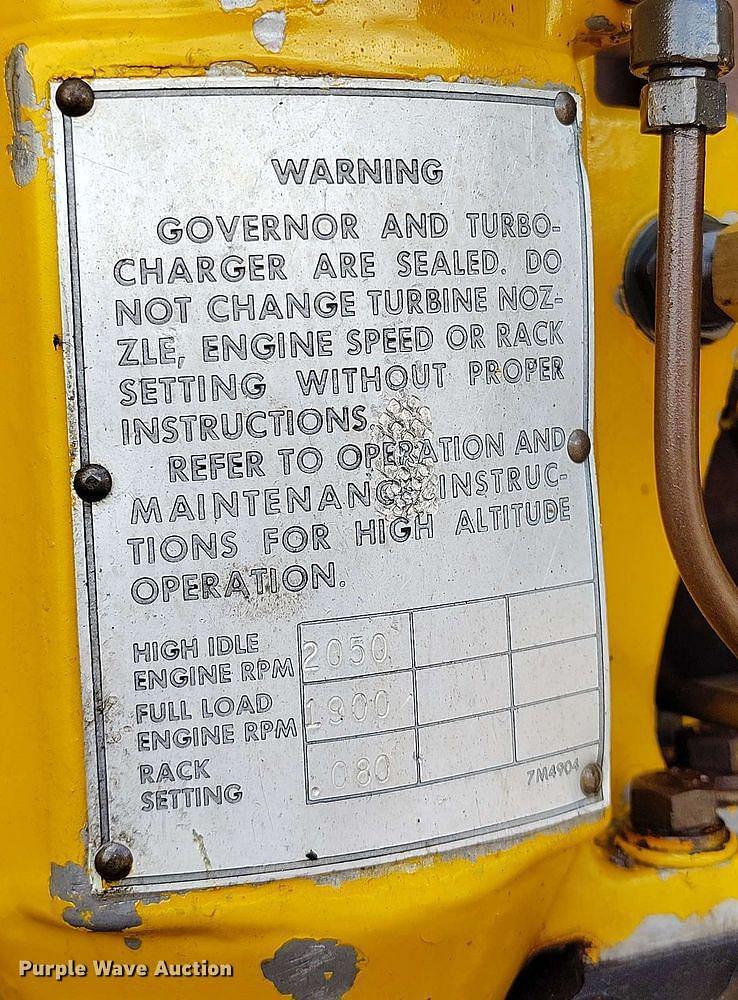 WARNING
GOVERNOR AND TURBO-
CHARGER ARE SEALED. DO
NOT CHANGE TURBINE NOZ-
ZLE, ENGINE SPEED OR RACK
SETTING WITHOUT PROPER
INSTRUCTIONS.
REFER TO OPERATION AND
MAINTENANCE INSTRUC-
TIONS FOR HIGH ALTITUDE
OPERATION.
HIGH IDLE
ENGINE RPM 2050
FULL LOAD
ENGINE RPM 1900
RACK
SETTING .080
7M4904
Purple Wave Auction